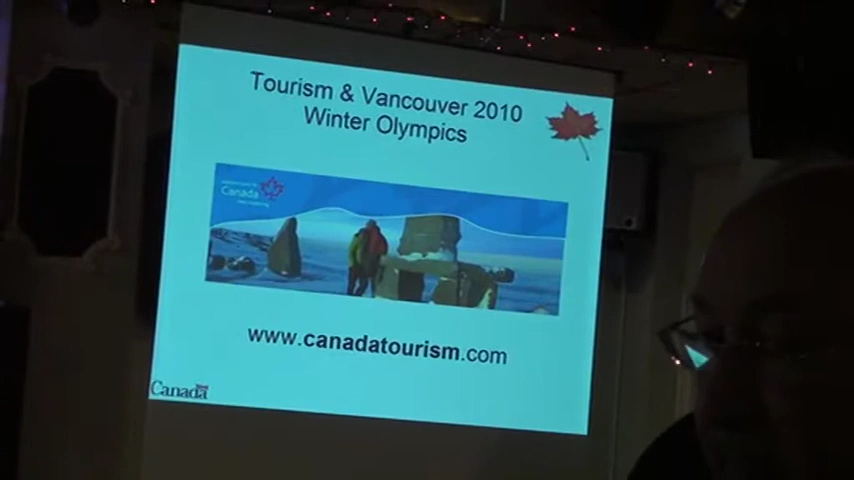 Tourism & Vancouver 2010
Winter Olympics
Canada
www.canadatourism.com
Canada